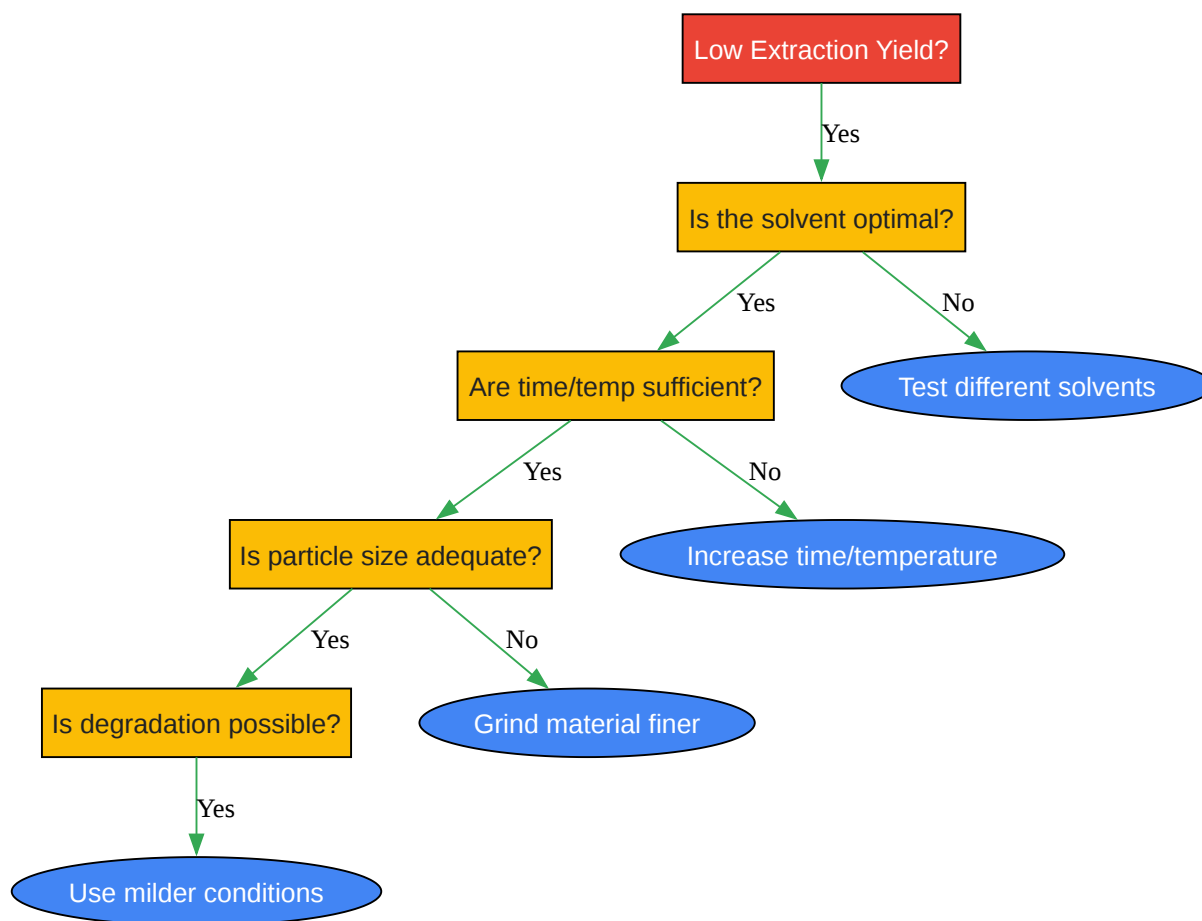 Low Extraction Yield?
Yes
Is the solvent optimal?
Yes
No
Are time/temp sufficient?
Test different solvents
Yes
No
Is particle size adequate?
Increase time/temperature
Yes
No
Is degradation possible?
Grind material finer
Yes
Use milder conditions